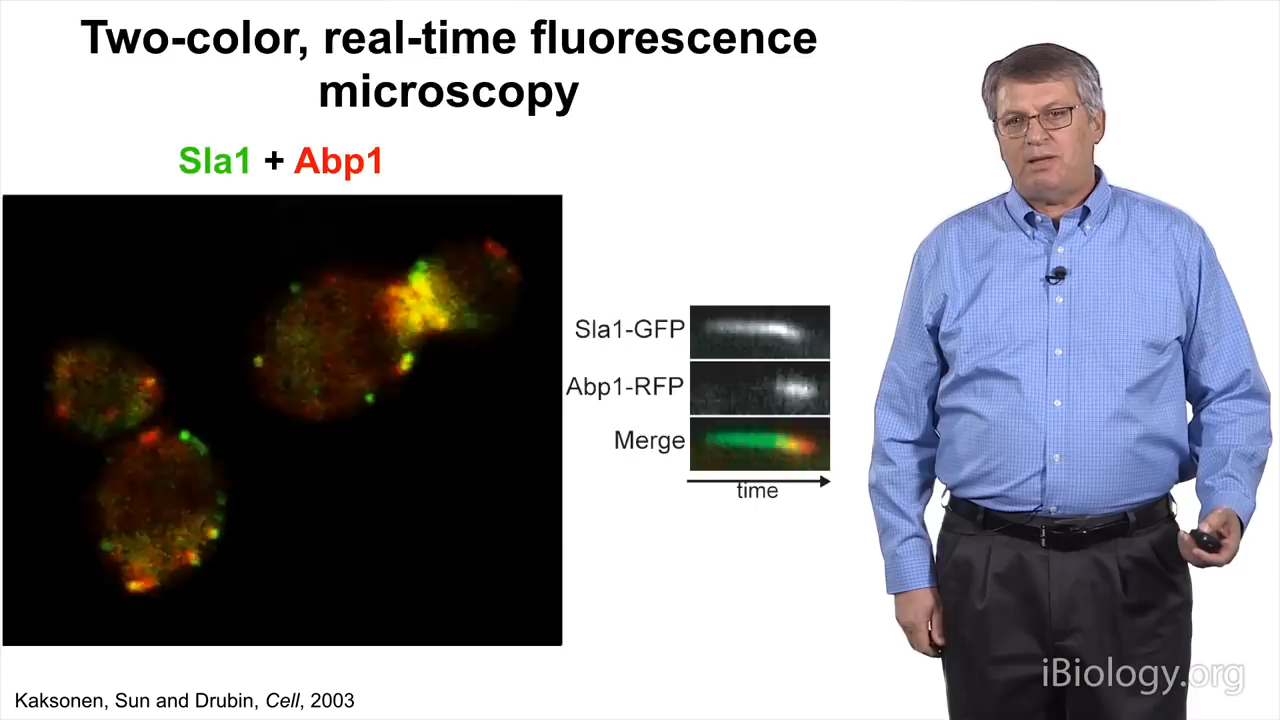 Two-color, real-time fluorescence
microscopy
Sla1 + Abp1
Sla1-GFP
Abp1-RFP
Merge
time
Kaksonen, Sun and Drubin, Cell, 2003
iBiology.org